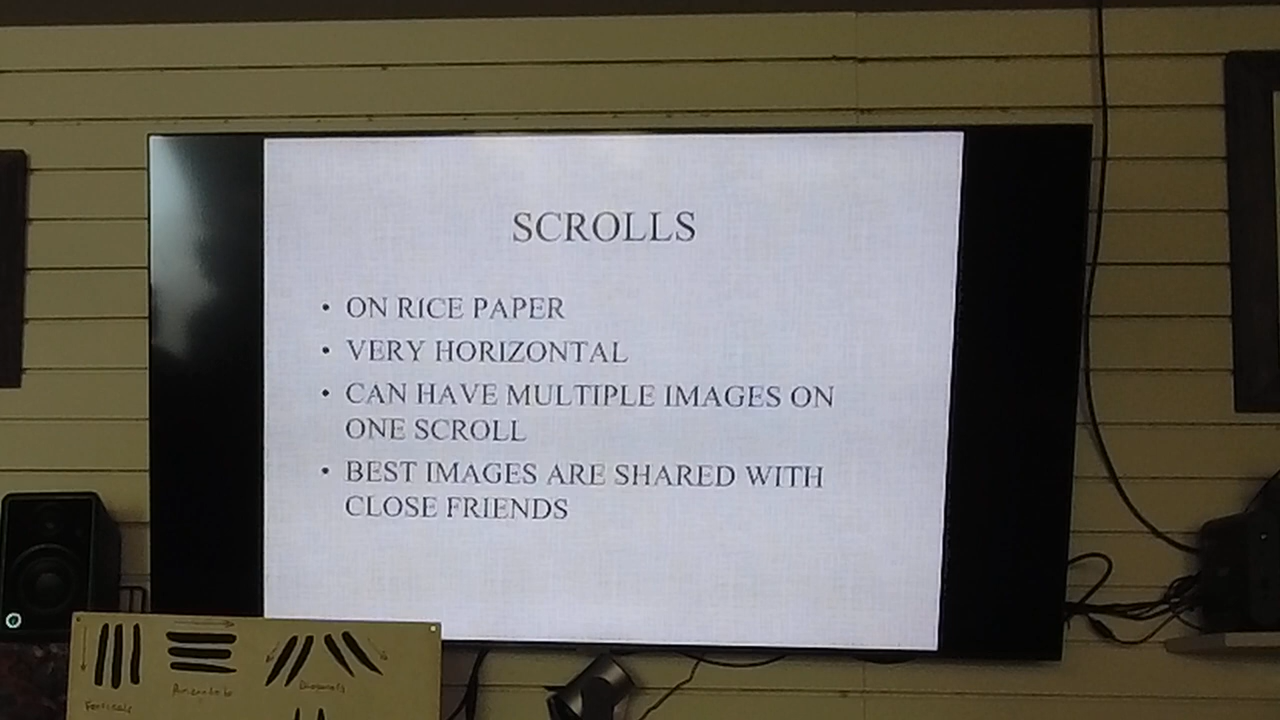 SCROLLS
• ON RICE PAPER
• VERY HORIZONTAL
• CAN HAVE MULTIPLE IMAGES ON
ONE SCROLL
• BEST IMAGES ARE SHARED WITH
CLOSE FRIENDS